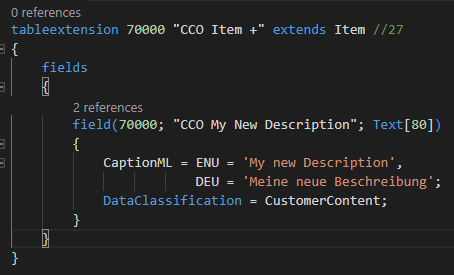 0 references
tableextension 70000 "CCO Item +" extends Item //27
{
fields
{
2 references
field(70000; "CCO My New Description"; Text[80])
{
CaptionML = ENU = 'My new Description',
DEU = 'Meine neue Beschreibung';
DataClassification = CustomerContent;
}
}
}